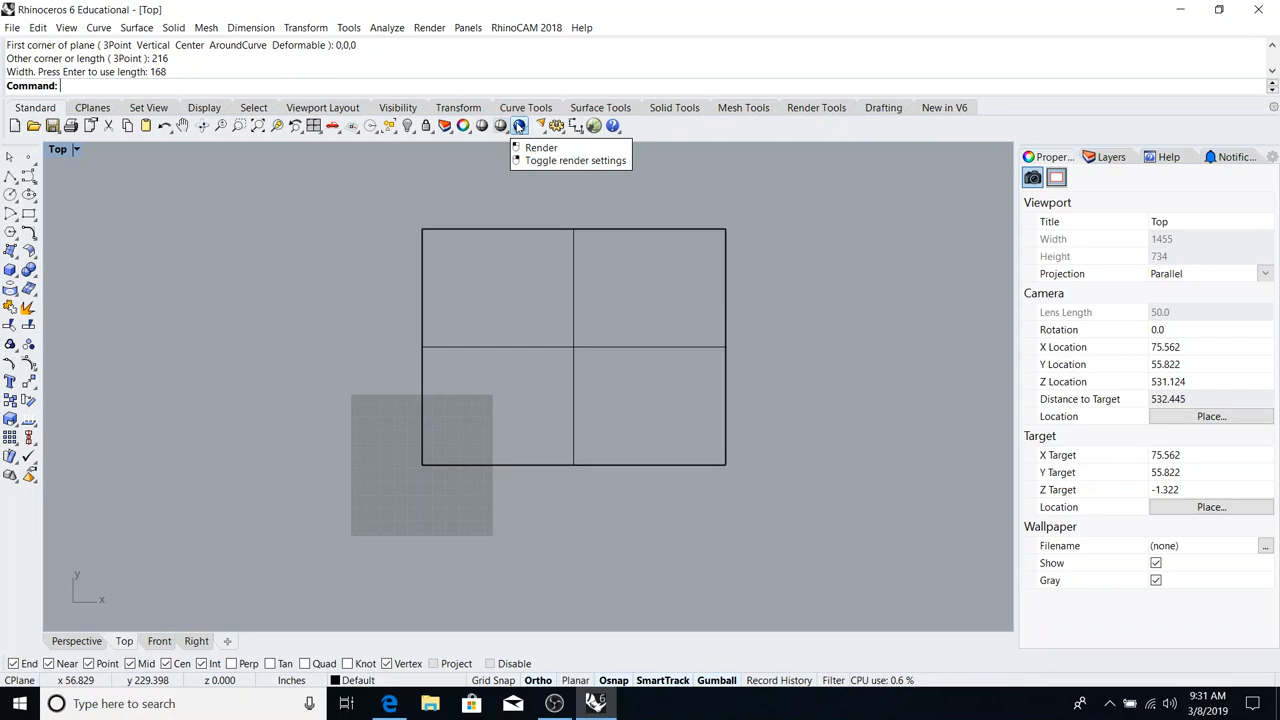 Rhinoceros 6 Educational - [Top]
File Edit View Curve Surface Solid Mesh Dimension Transform Tools Analyze Render Panels RhinoCAM 2018 Help
First corner of plane ( 3Point Vertical Center AroundCurve Deformable ): 0,0,0
Other corner or length ( 3Point ): 216
Width. Press Enter to use length: 168
Command:
Standard CPlanes Set View Display Select Viewport Layout Visibility Transform Curve Tools Surface Tools Solid Tools Mesh Tools Render Tools Drafting New in V6
Render
Toggle render settings
Top
Proper... Layers Help Notific...
Viewport
Title Top
Width 1455
Height 734
Projection Parallel
Camera
Lens Length 50.0
Rotation 0.0
X Location 75.562
Y Location 55.822
Z Location 531.124
Distance to Target 532.445
Location Place...
Target
X Target 75.562
Y Target 55.822
Z Target -1.322
Location Place...
Wallpaper
Filename (none) ...
Show
Gray
y
x
Perspective Top Front Right
End Near Point Mid Cen Int Perp Tan Quad Knot Vertex Project Disable
CPlane x 56.829 y 229.398 z 0.000 Inches Default Grid Snap Ortho Planar Osnap SmartTrack Gumball Record History Filter CPU use: 0.6 %
Type here to search
9:31 AM
3/8/2019